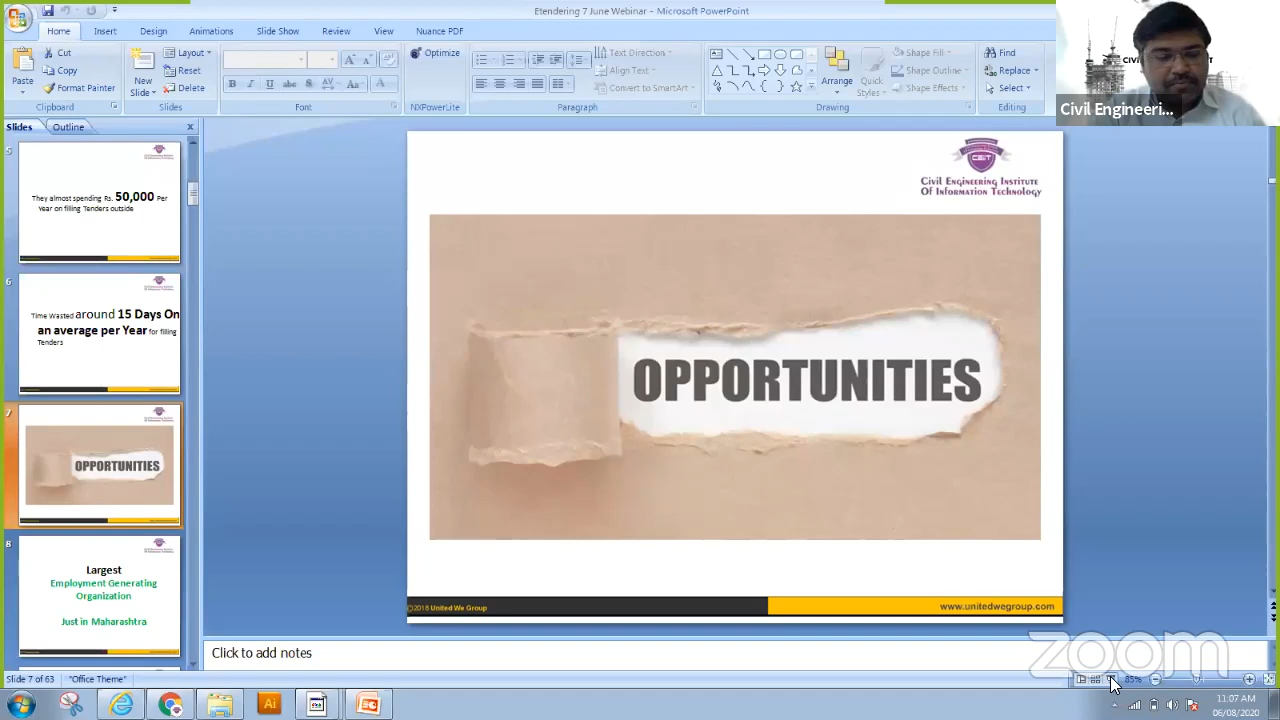 Etendering 7 June Webinar - Microsoft PowerPoint
Home Insert Design Animations Slide Show Review View Nuance PDF
Paste
Cut
Copy
Format Painter
Clipboard
New Slide
Layout
Reset
Delete
Slides
B I U S
Font
Optimize
NXPowerLite
Text Direction
Align Text
Convert to SmartArt
Paragraph
Arrange
Quick Styles
Shape Fill
Shape Outline
Shape Effects
Drawing
Find
Replace
Select
Editing
Civil Engineeri...
Slides Outline
5
They almost spending Rs. 50,000 Per
Year on filling Tenders outside
6
Time Wasted around 15 Days On
an average per Year for filling
Tenders
7
OPPORTUNITIES
8
Largest
Employment Generating
Organization
Just in Maharashtra
CEIT
Civil Engineering Institute
Of Information Technology
OPPORTUNITIES
©2018 United We Group
www.unitedwegroup.com
Click to add notes
zoom
Slide 7 of 63 "Office Theme" 83%
11:07 AM
06/08/2020